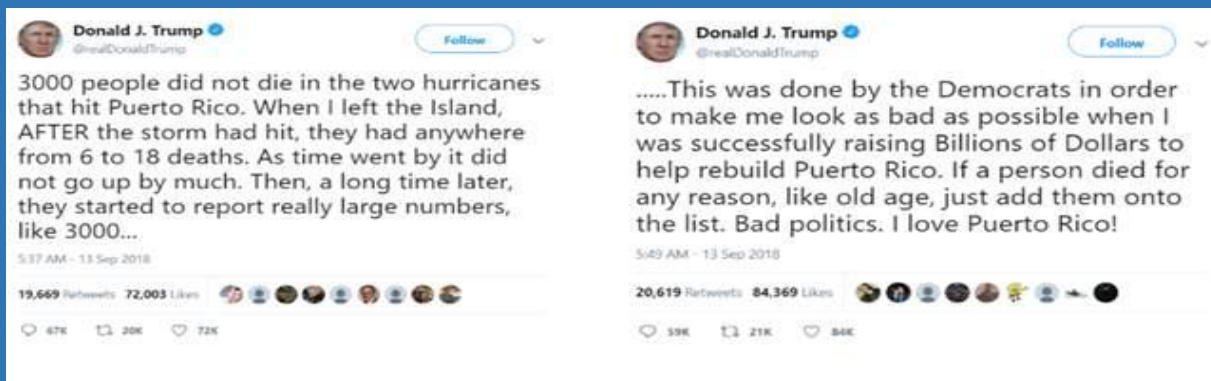 Donald J. Trump
@realDonaldTrump
Follow
3000 people did not die in the two hurricanes
that hit Puerto Rico. When I left the Island,
AFTER the storm had hit, they had anywhere
from 6 to 18 deaths. As time went by it did
not go up by much. Then, a long time later,
they started to report really large numbers,
like 3000...
5:37 AM - 13 Sep 2018
19,669 Retweets 72,003 Likes
67K 20K 72K
Donald J. Trump
@realDonaldTrump
Follow
.....This was done by the Democrats in order
to make me look as bad as possible when I
was successfully raising Billions of Dollars to
help rebuild Puerto Rico. If a person died for
any reason, like old age, just add them onto
the list. Bad politics. I love Puerto Rico!
5:49 AM - 13 Sep 2018
20,619 Retweets 84,369 Likes
59K 21K 84K